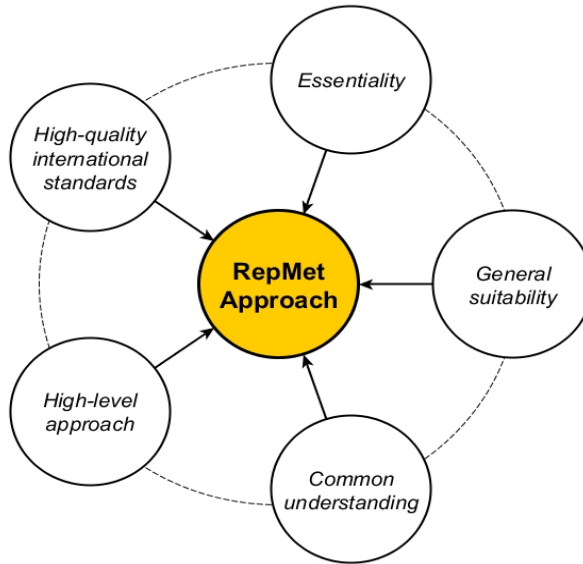 Essentiality
High-quality
international
standards
RepMet
Approach
General
suitability
High-level
approach
Common
understanding